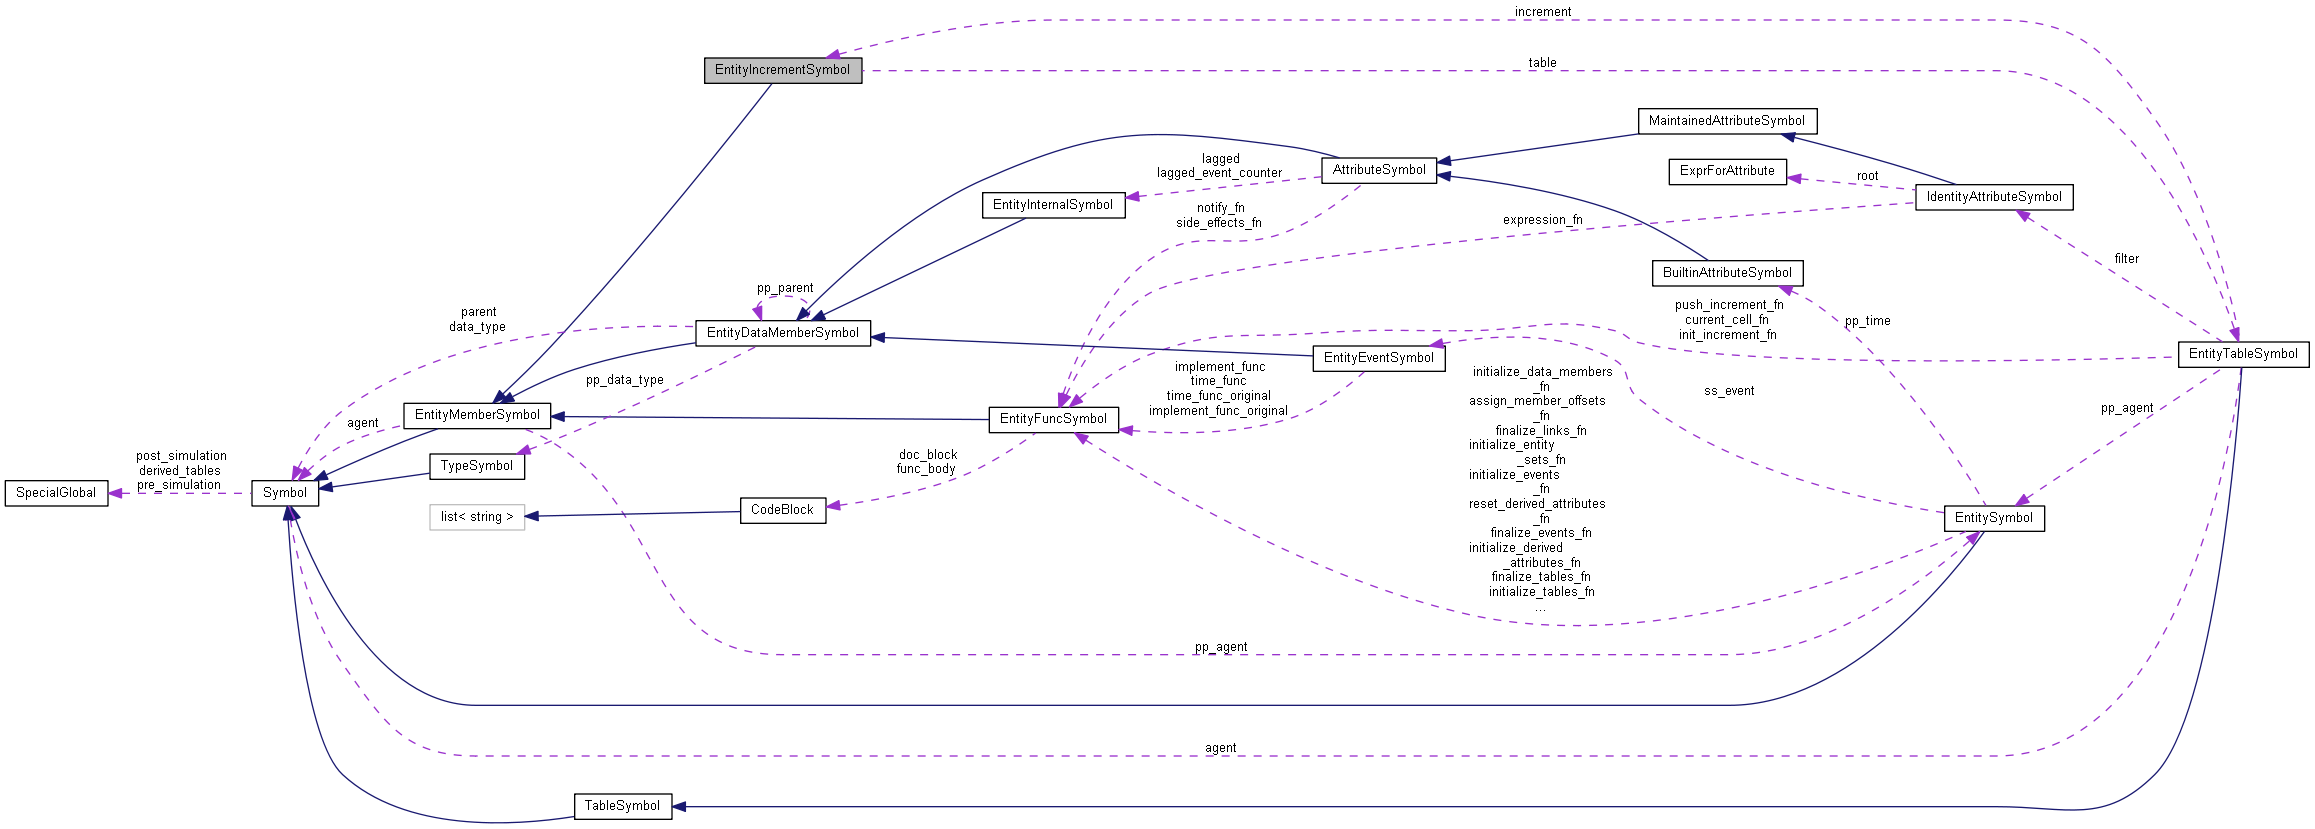 increment
EntityIncrementSymbol
table
MaintainedAttributeSymbol
lagged
lagged_event_counter
AttributeSymbol
ExprForAttribute
root
IdentityAttributeSymbol
EntityInternalSymbol
notify_fn
side_effects_fn
expression_fn
filter
BuiltinAttributeSymbol
pp_parent
parent
data_type
EntityDataMemberSymbol
push_increment_fn
current_cell_fn
init_increment_fn
pp_time
EntityEventSymbol
EntityTableSymbol
pp_data_type
implement_func
time_func
time_func_original
implement_func_original
initialize_data_members
_fn
assign_member_offsets
_fn
finalize_links_fn
initialize_entity
_sets_fn
initialize_events
_fn
reset_derived_attributes
_fn
finalize_events_fn
initialize_derived
_attributes_fn
finalize_tables_fn
initialize_tables_fn
...
ss_event
pp_agent
EntityMemberSymbol
agent
EntityFuncSymbol
post_simulation
derived_tables
pre_simulation
TypeSymbol
doc_block
func_body
SpecialGlobal
Symbol
list< string >
CodeBlock
EntitySymbol
pp_agent
agent
TableSymbol